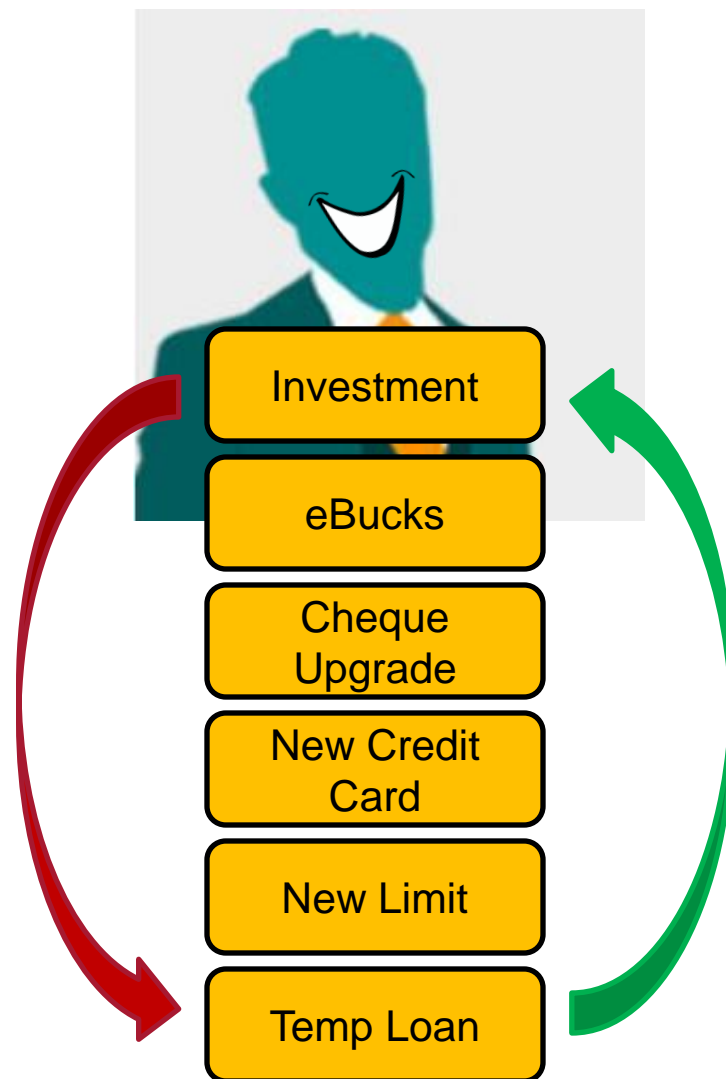 Investment
eBucks
Cheque
Upgrade
New Credit
Card
New Limit
Temp Loan